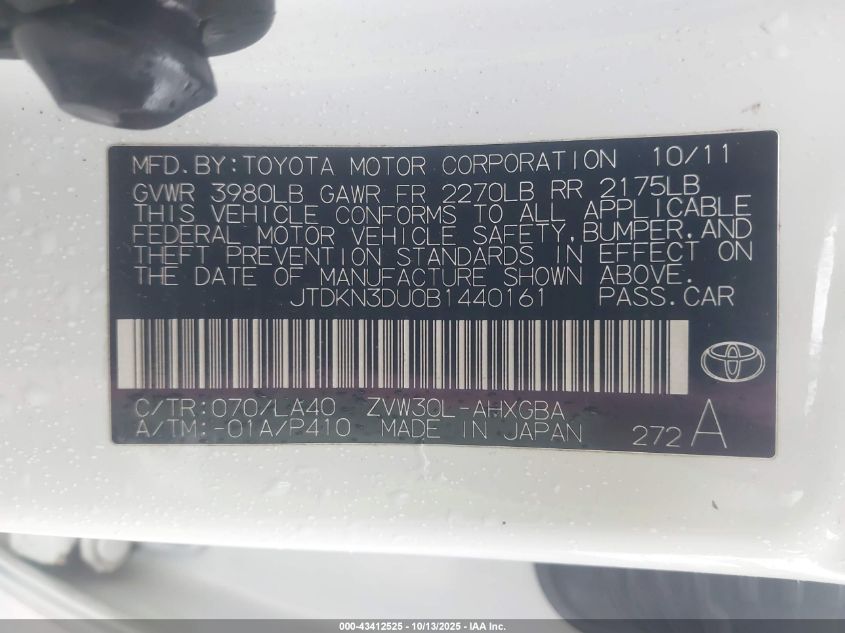 MFD.BY:TOYOTA MOTOR CORPORATION 10/11
GVWR 3980LB GAWR FR 2270LB RR 2175LB
THIS VEHICLE CONFORMS TO ALL APPLICABLE
FEDERAL MOTOR VEHICLE SAFETY,BUMPER,AND
THEFT PREVENTION STANDARDS IN EFFECT ON
THE DATE OF MANUFACTURE SHOWN ABOVE.
JTDKN3DU0B1440161 PASS.CAR
C/TR:070/LA40 ZVW30L-AHXGBA
A/TM:-01A/P410 MADE IN JAPAN 272 A
000-43412525 - 10/13/2025 - IAA Inc.